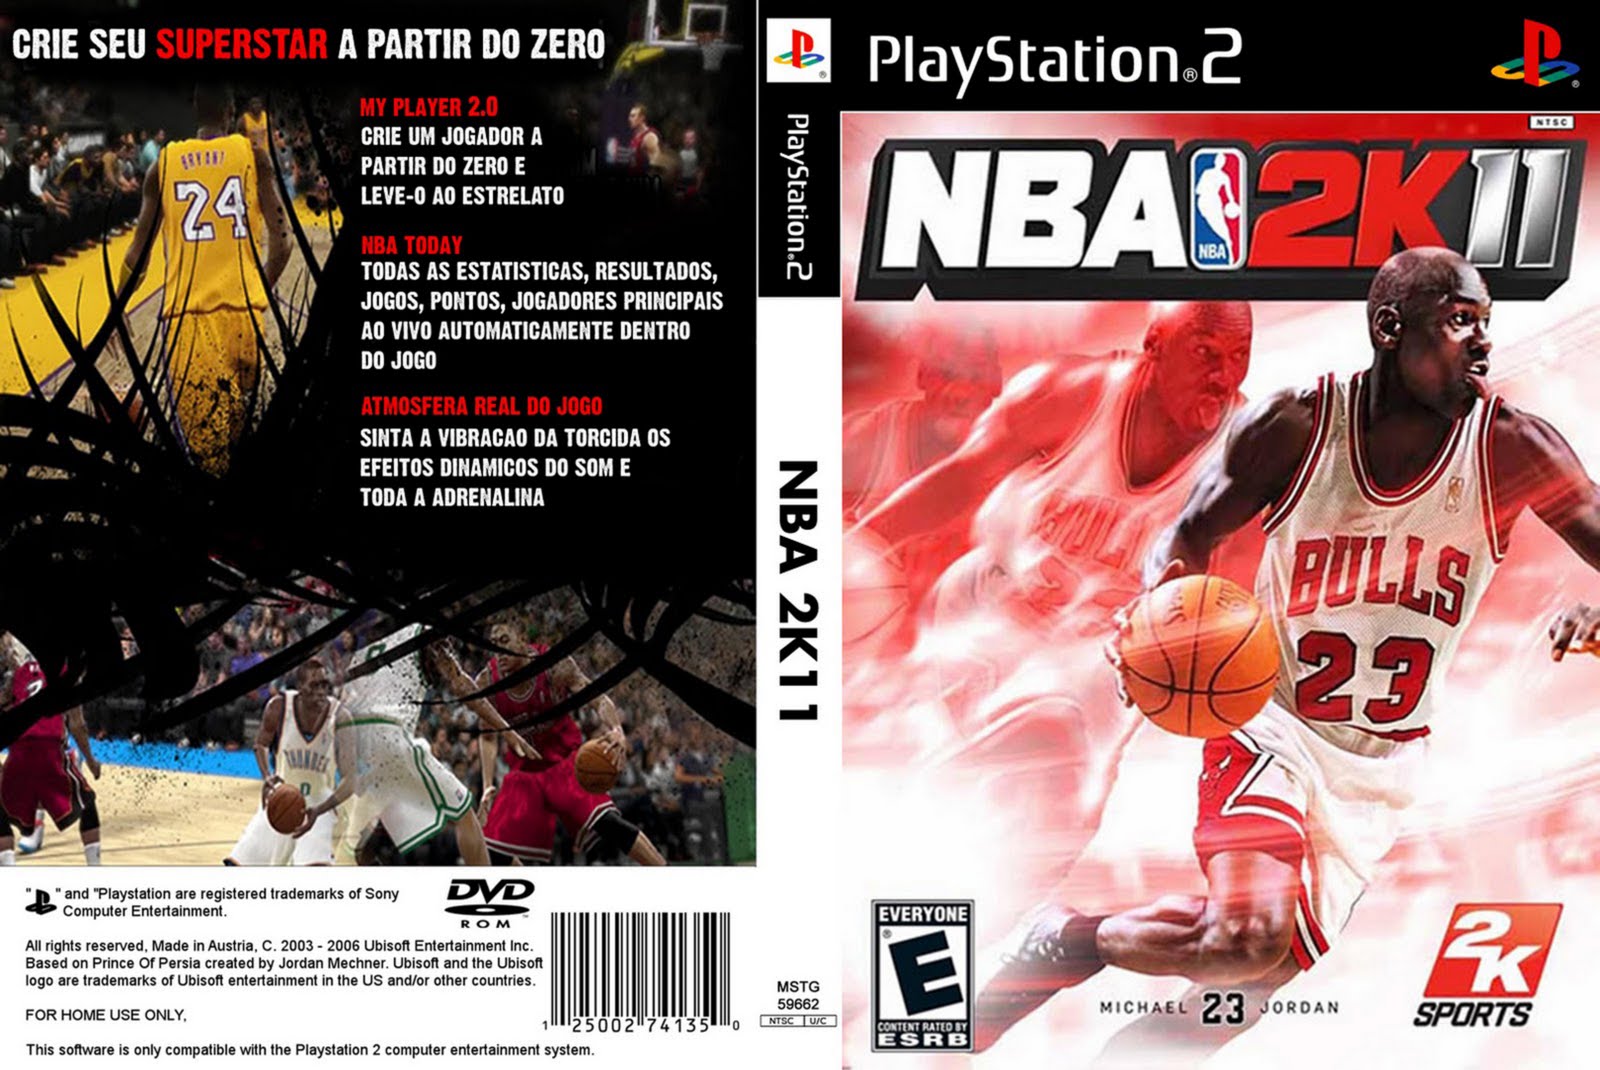 CRIE SEU SUPERSTAR A PARTIR DO ZERO
MY PLAYER 2.0
CRIE UM JOGADOR A
PARTIR DO ZERO E
LEVE-O AO ESTRELATO
NBA TODAY
TODAS AS ESTATISTICAS, RESULTADOS,
JOGOS, PONTOS, JOGADORES PRINCIPAIS
AO VIVO AUTOMATICAMENTE DENTRO
DO JOGO
ATMOSFERA REAL DO JOGO
SINTA A VIBRACAO DA TORCIDA OS
EFEITOS DINAMICOS DO SOM E
TODA A ADRENALINA
BRYANT
24
THUNDER
0
" " and "Playstation are registered trademarks of Sony
Computer Entertainment.
DVD
ROM
All rights reserved, Made in Austria, C. 2003 - 2006 Ubisoft Entertainment Inc.
Based on Prince Of Persia created by Jordan Mechner. Ubisoft and the Ubisoft
logo are trademarks of Ubisoft entertainment in the US and/or other countries.
FOR HOME USE ONLY,
This software is only compatible with the Playstation 2 computer entertainment system.
1 25002 74135 0
PlayStation®2
NBA 2K11
MSTG
59662
NTSC U/C
PlayStation®2
NTSC
NBA 2K11
NBA
BULLS
23
BULLS
EVERYONE
E
CONTENT RATED BY
ESRB
MICHAEL 23 JORDAN
2K
SPORTS